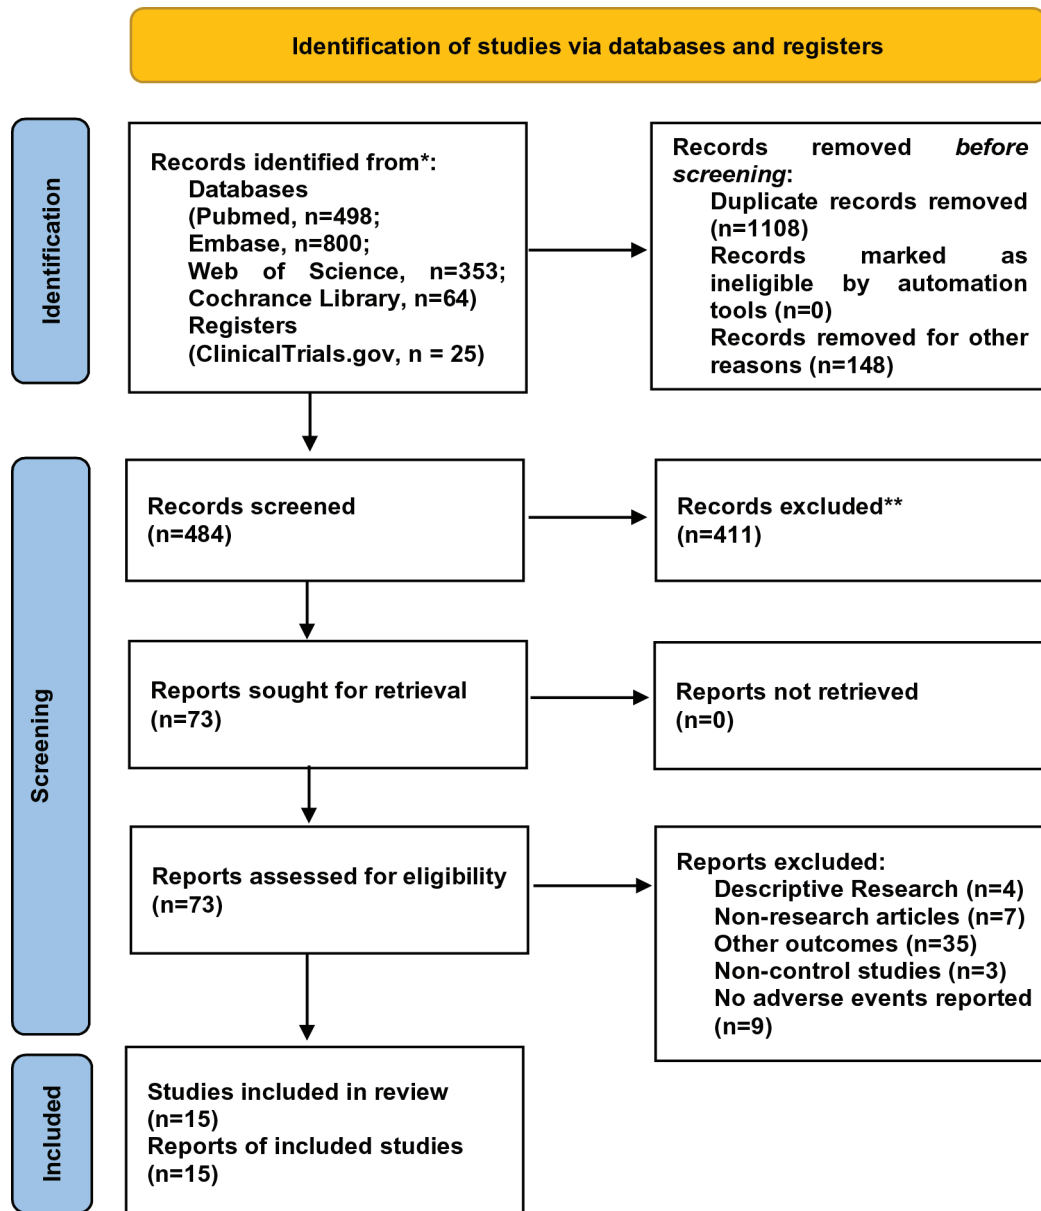 Identification of studies via databases and registers
Identification
Records identified from*:
Databases
(Pubmed, n=498;
Embase, n=800;
Web of Science, n=353;
Cochrance Library, n=64)
Registers
(ClinicalTrials.gov, n = 25)
Records removed before
screening:
Duplicate records removed
(n=1108)
Records marked as
ineligible by automation
tools (n=0)
Records removed for other
reasons (n=148)
Screening
Records screened
(n=484)
Records excluded**
(n=411)
Reports sought for retrieval
(n=73)
Reports not retrieved
(n=0)
Reports assessed for eligibility
(n=73)
Reports excluded:
Descriptive Research (n=4)
Non-research articles (n=7)
Other outcomes (n=35)
Non-control studies (n=3)
No adverse events reported
(n=9)
Included
Studies included in review
(n=15)
Reports of included studies
(n=15)